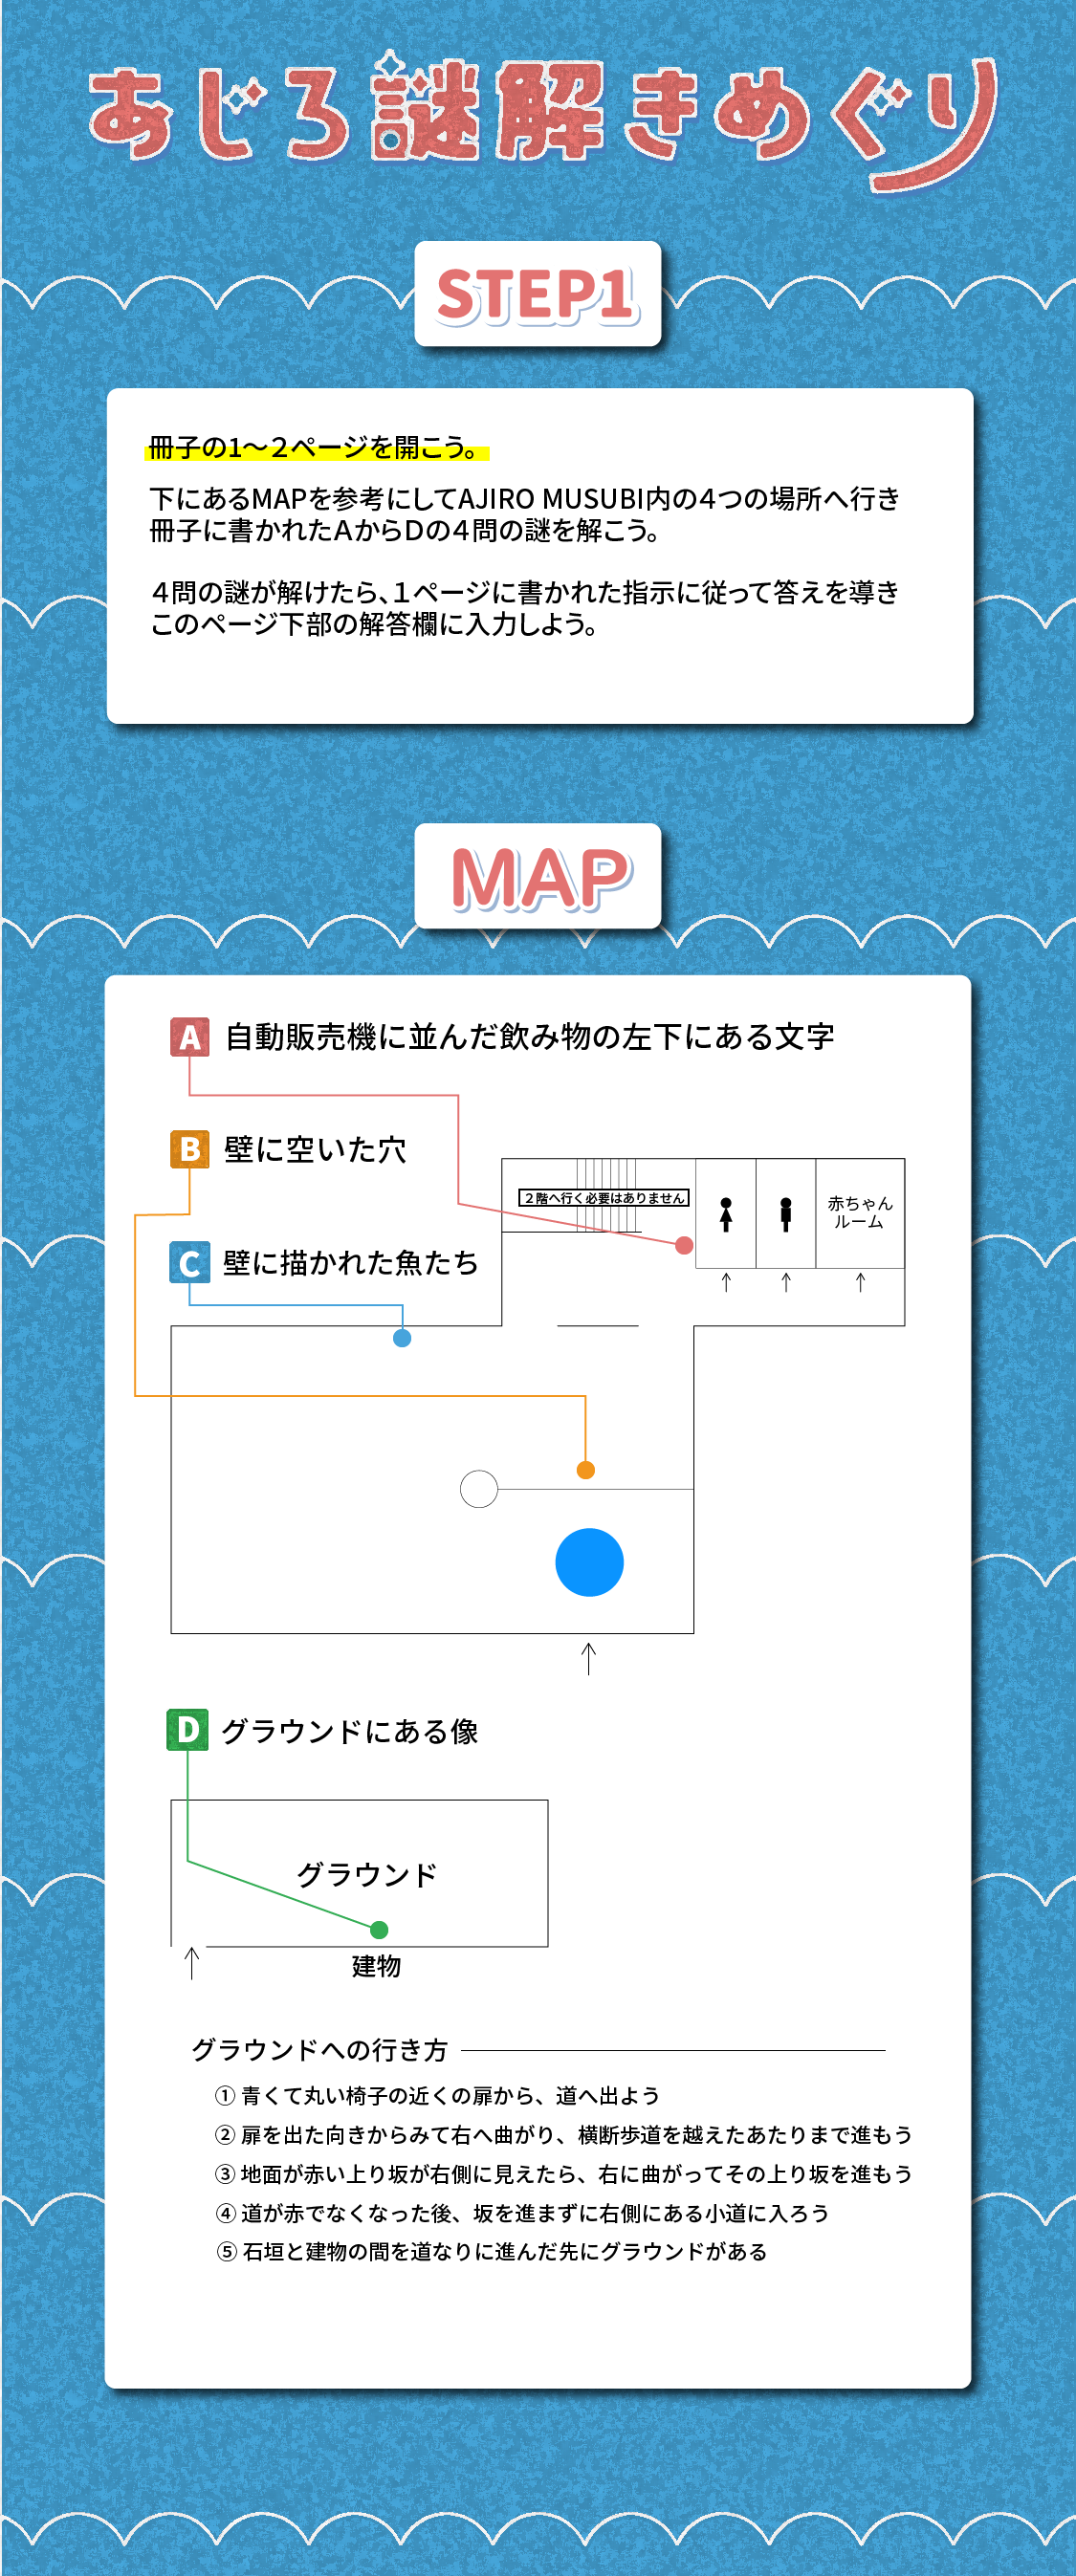 あじろ謎解きめぐり
STEP1
冊子の1〜２ページを開こう。
下にあるMAPを参考にしてAJIRO MUSUBI内の４つの場所へ行き
冊子に書かれたＡからＤの４問の謎を解こう。
４問の謎が解けたら、１ページに書かれた指示に従って答えを導き
このページ下部の解答欄に入力しよう。
MAP
A 自動販売機に並んだ飲み物の左下にある文字
B 壁に空いた穴
２階へ行く必要はありません
赤ちゃん
ルーム
C 壁に描かれた魚たち
D グラウンドにある像
グラウンド
建物
グラウンドへの行き方
① 青くて丸い椅子の近くの扉から、道へ出よう
② 扉を出た向きからみて右へ曲がり、横断歩道を越えたあたりまで進もう
③ 地面が赤い上り坂が右側に見えたら、右に曲がってその上り坂を進もう
④ 道が赤でなくなった後、坂を進まずに右側にある小道に入ろう
⑤ 石垣と建物の間を道なりに進んだ先にグラウンドがある